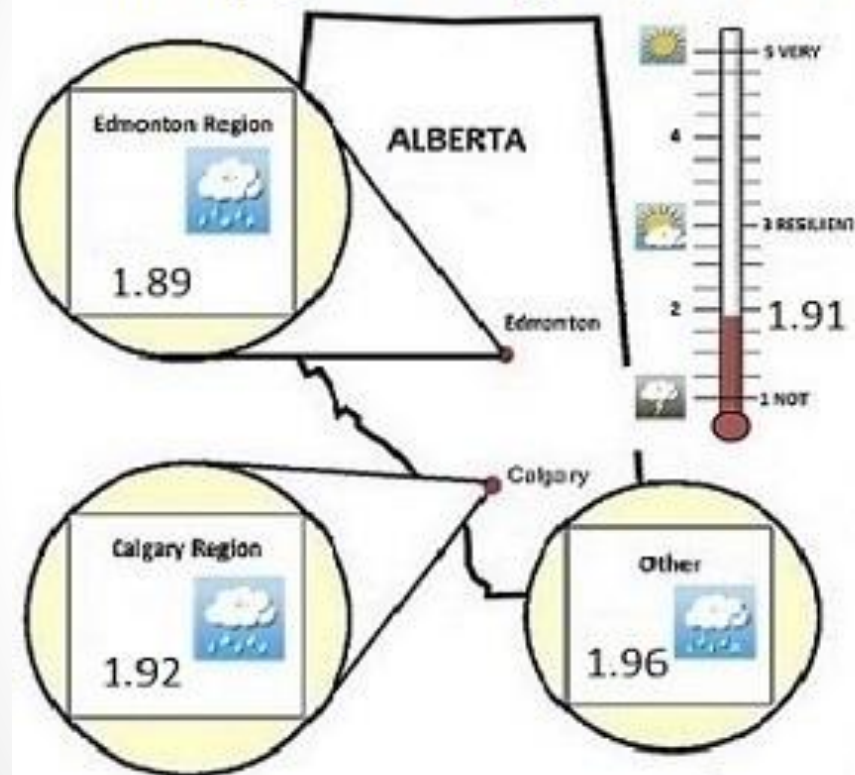 Edmonton Region
1.89
ALBERTA
5 VERY
4
3 RESILIENT
2
1.91
1 NOT
Edmonton
Calgary
Calgary Region
1.92
Other
1.96